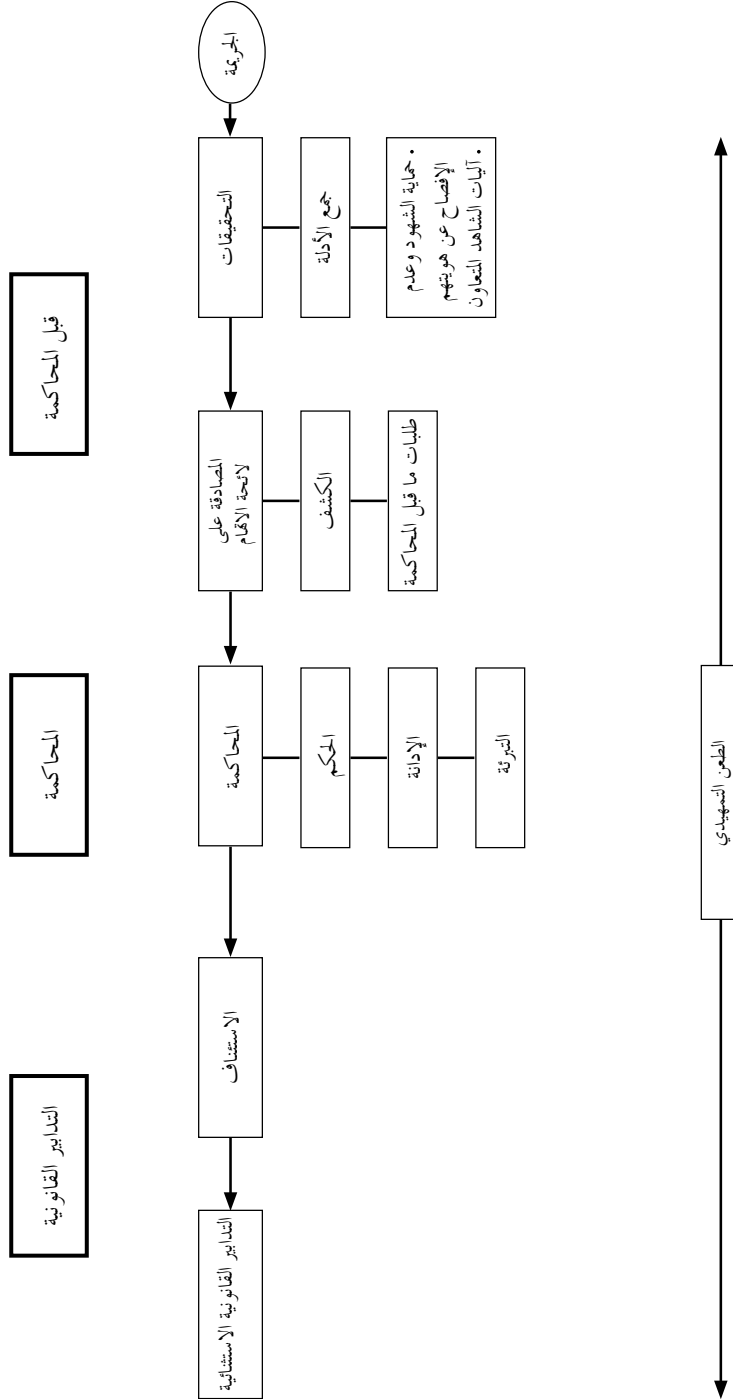 قبل المحاكمة
المحاكمة
التدابير القانونية
الجريمة
التحقيقات
جمع الأدلة
• حماية الشهود وعدم
الإفصاح عن هويتهم
• آليات الشاهد المتعاون
المصادقة على
لائحة الاتهام
الكشف
طلبات ما قبل المحاكمة
المحاكمة
الحكم
الإدانة
التبرئة
الاستئناف
التدابير القانونية الاستثنائية
الطعن التمهيدي